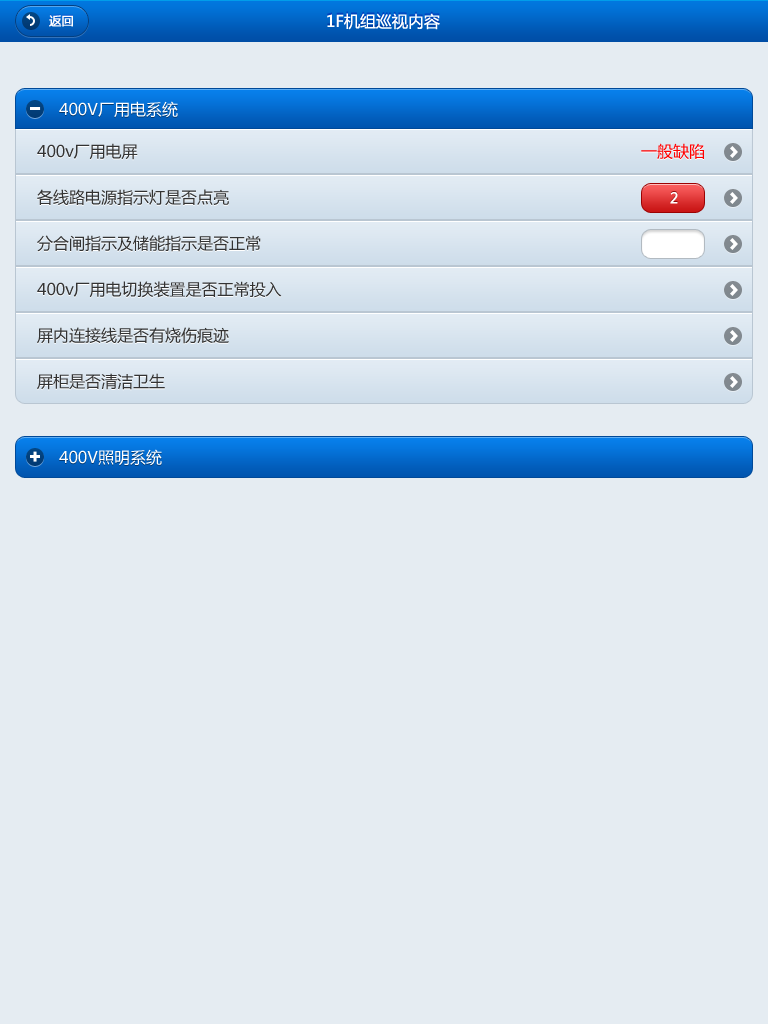 返回
1F机组巡视内容
400V厂用电系统
400v厂用电屏 一般缺陷
各线路电源指示灯是否点亮 2
分合闸指示及储能指示是否正常
400v厂用电切换装置是否正常投入
屏内连接线是否有烧伤痕迹
屏柜是否清洁卫生
400V照明系统